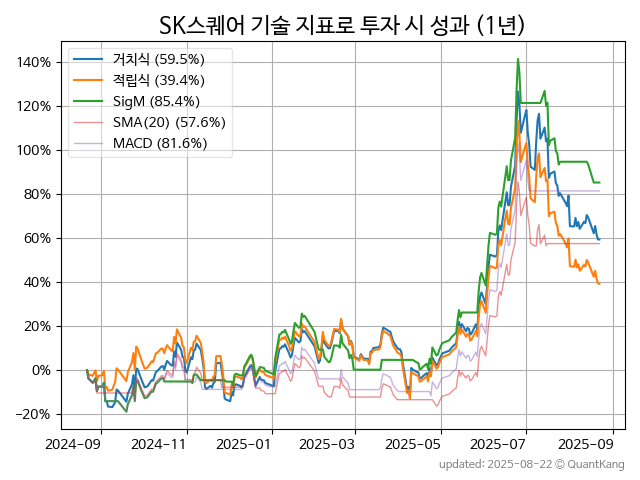 SK스퀘어 기술 지표로 투자 시 성과 (1년)
거치식 (59.5%)
적립식 (39.4%)
SigM (85.4%)
SMA(20) (57.6%)
MACD (81.6%)
140%
120%
100%
80%
60%
40%
20%
0%
−20%
2024-09
2024-11
2025-01
2025-03
2025-05
2025-07
2025-09
updated: 2025-08-22 © QuantKang